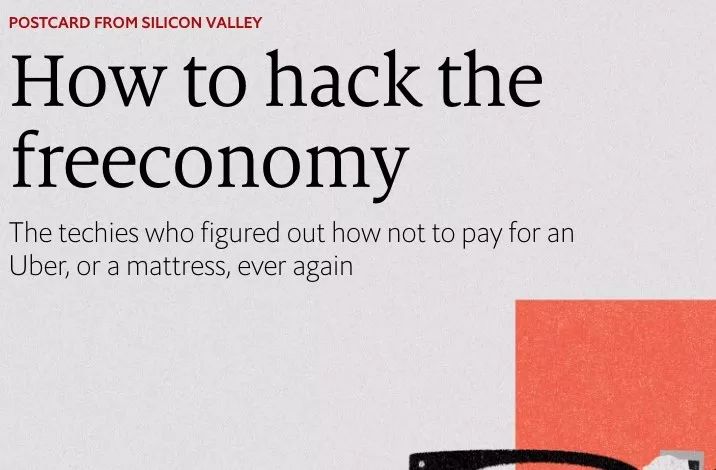 POSTCARD FROM SILICON VALLEY
How to hack the
freeconomy
The techies who figured out how not to pay for an
Uber, or a mattress, ever again